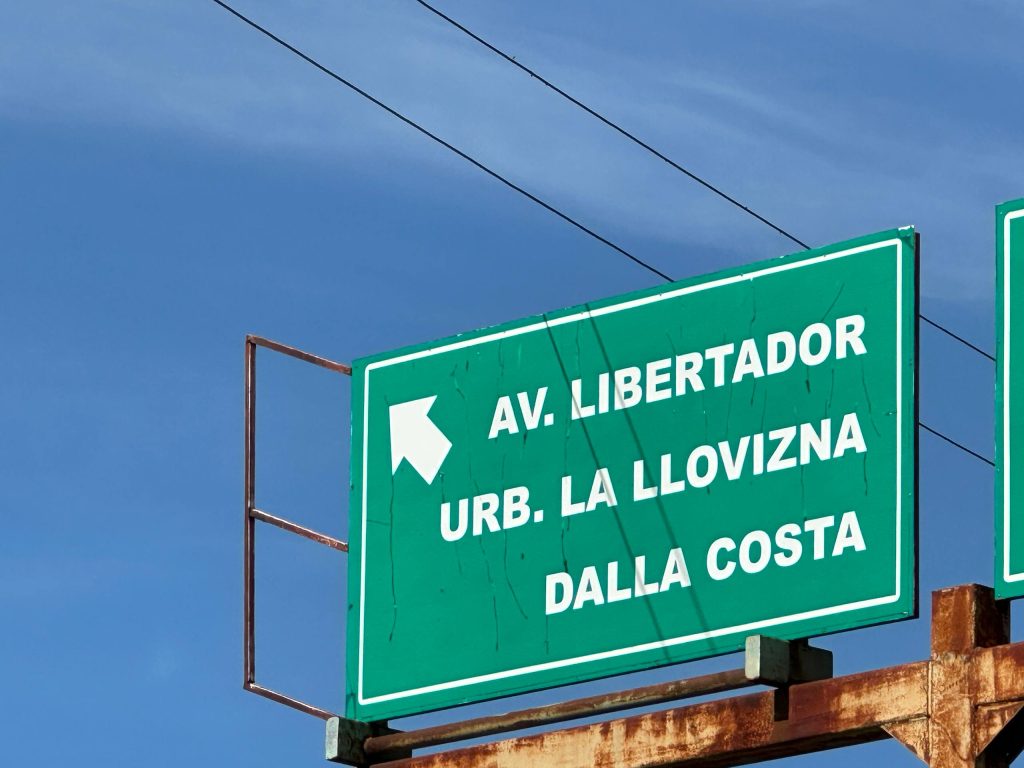 AV. LIBERTADOR
URB. LA LLOVIZNA
DALLA COSTA